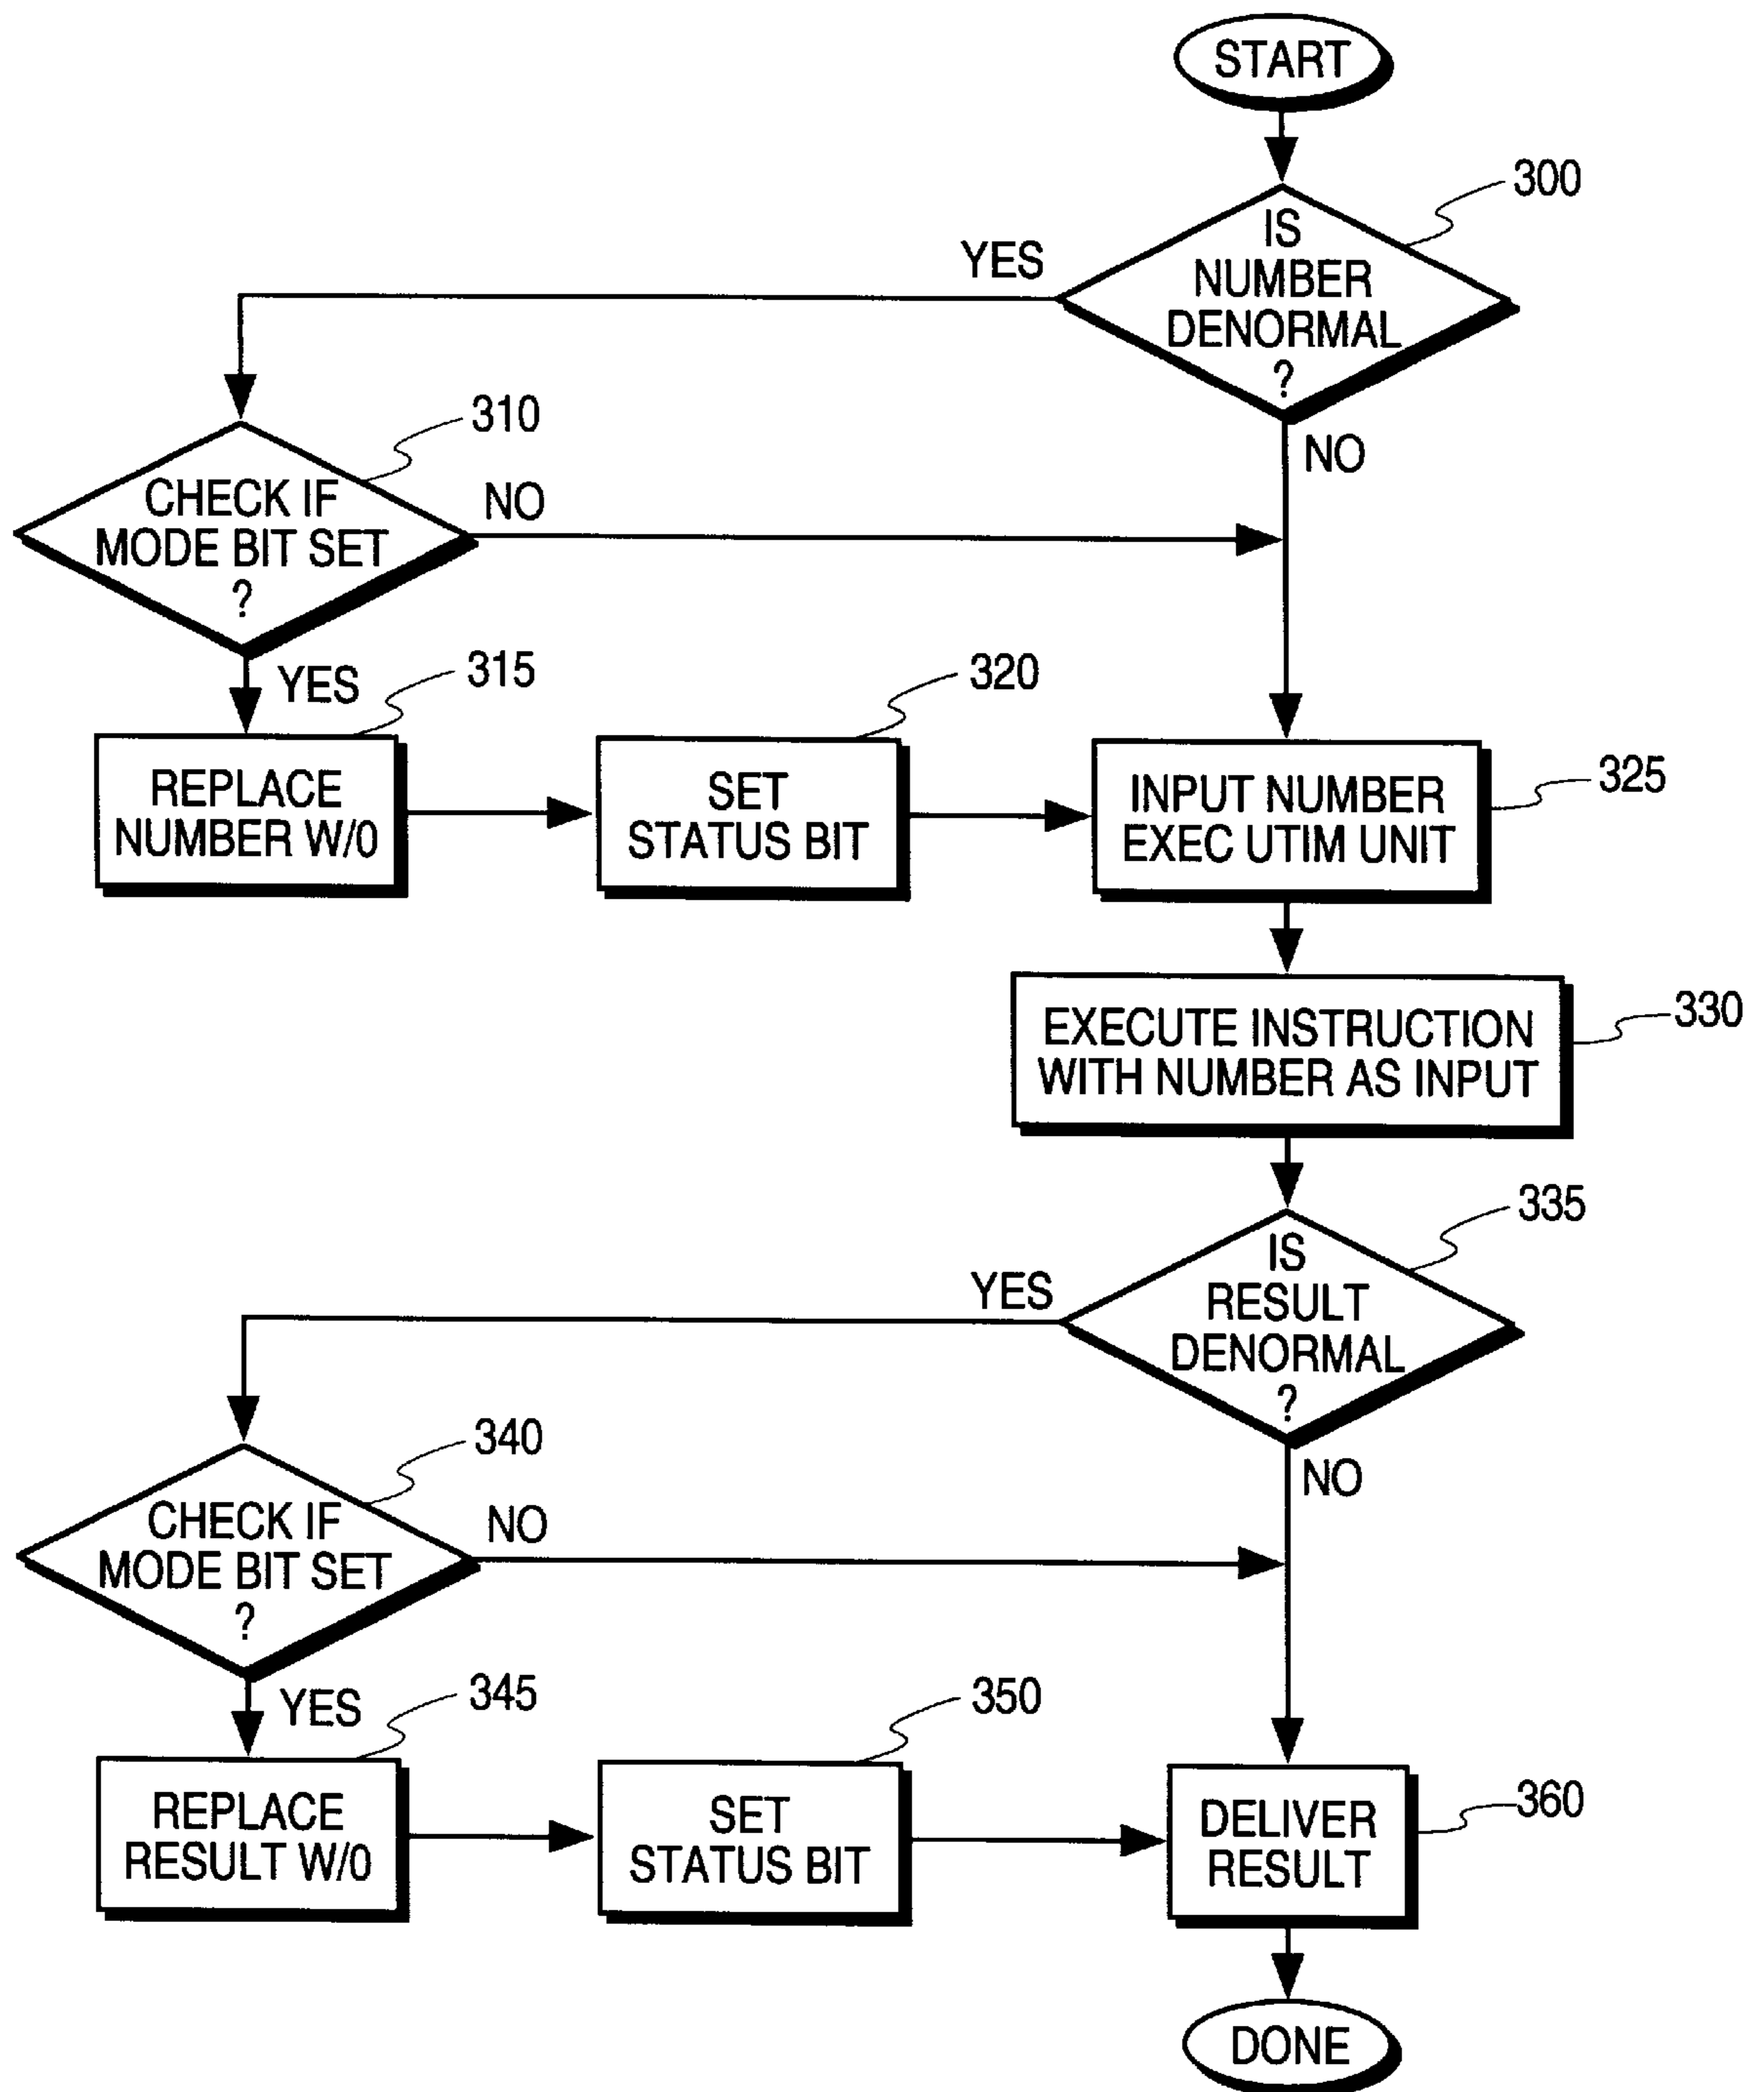 START
300
IS
NUMBER
DENORMAL
?
YES
NO
310
CHECK IF
MODE BIT SET
?
NO
YES
315
REPLACE
NUMBER W/0
320
SET
STATUS BIT
325
INPUT NUMBER
EXEC UTIM UNIT
330
EXECUTE INSTRUCTION
WITH NUMBER AS INPUT
335
IS
RESULT
DENORMAL
?
YES
NO
340
CHECK IF
MODE BIT SET
?
NO
YES
345
REPLACE
RESULT W/0
350
SET
STATUS BIT
360
DELIVER
RESULT
DONE